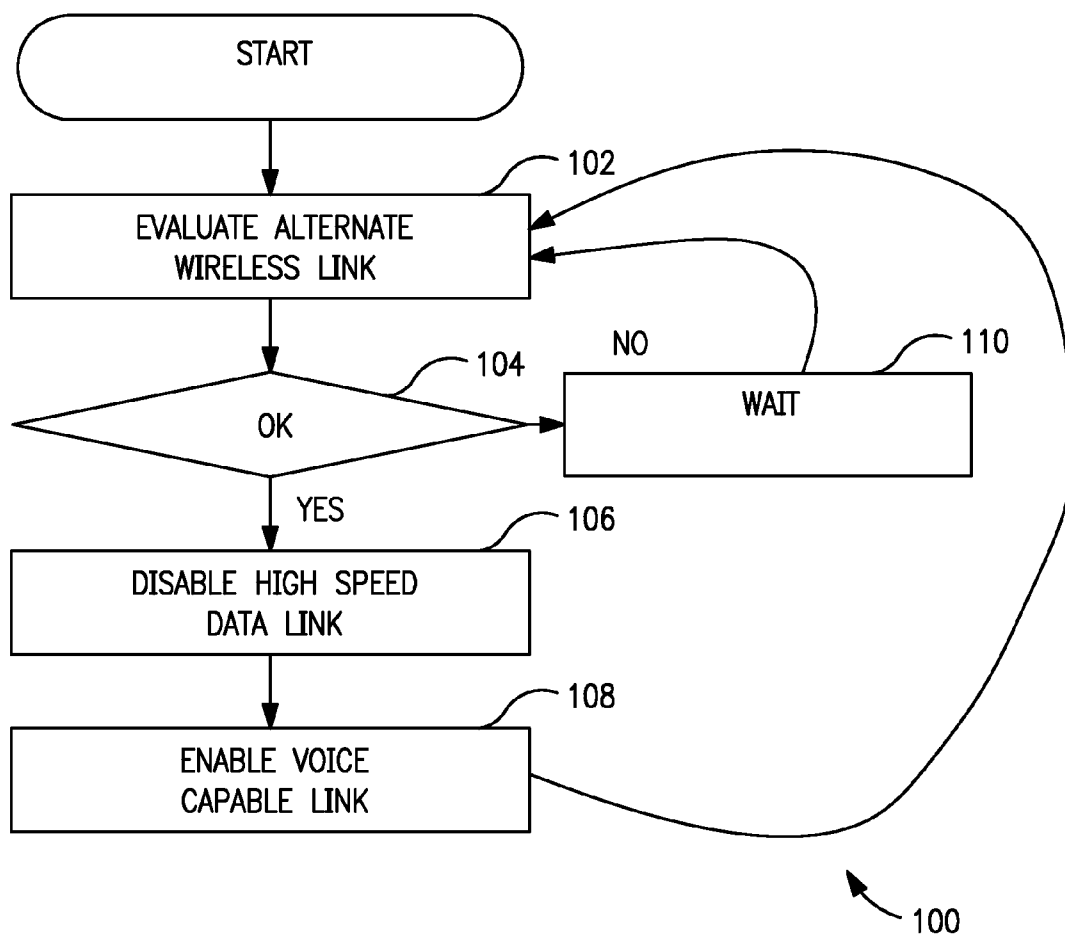 START
102
EVALUATE ALTERNATE
WIRELESS LINK
104
OK
NO
110
WAIT
YES
106
DISABLE HIGH SPEED
DATA LINK
108
ENABLE VOICE
CAPABLE LINK
100